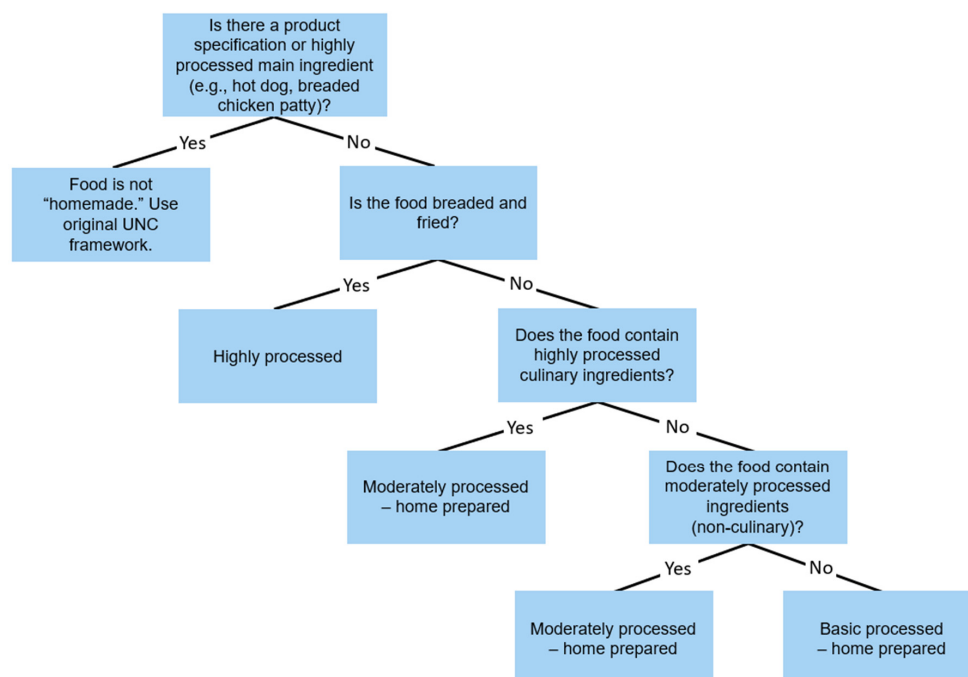 Is there a product
specification or highly
processed main ingredient
(e.g., hot dog, breaded
chicken patty)?
Yes
No
Food is not
“homemade.” Use
original UNC
framework.
Is the food breaded and
fried?
Yes
No
Highly processed
Does the food contain
highly processed
culinary ingredients?
Yes
No
Moderately processed
– home prepared
Does the food contain
moderately processed
ingredients
(non-culinary)?
Yes
No
Moderately processed
– home prepared
Basic processed
– home prepared